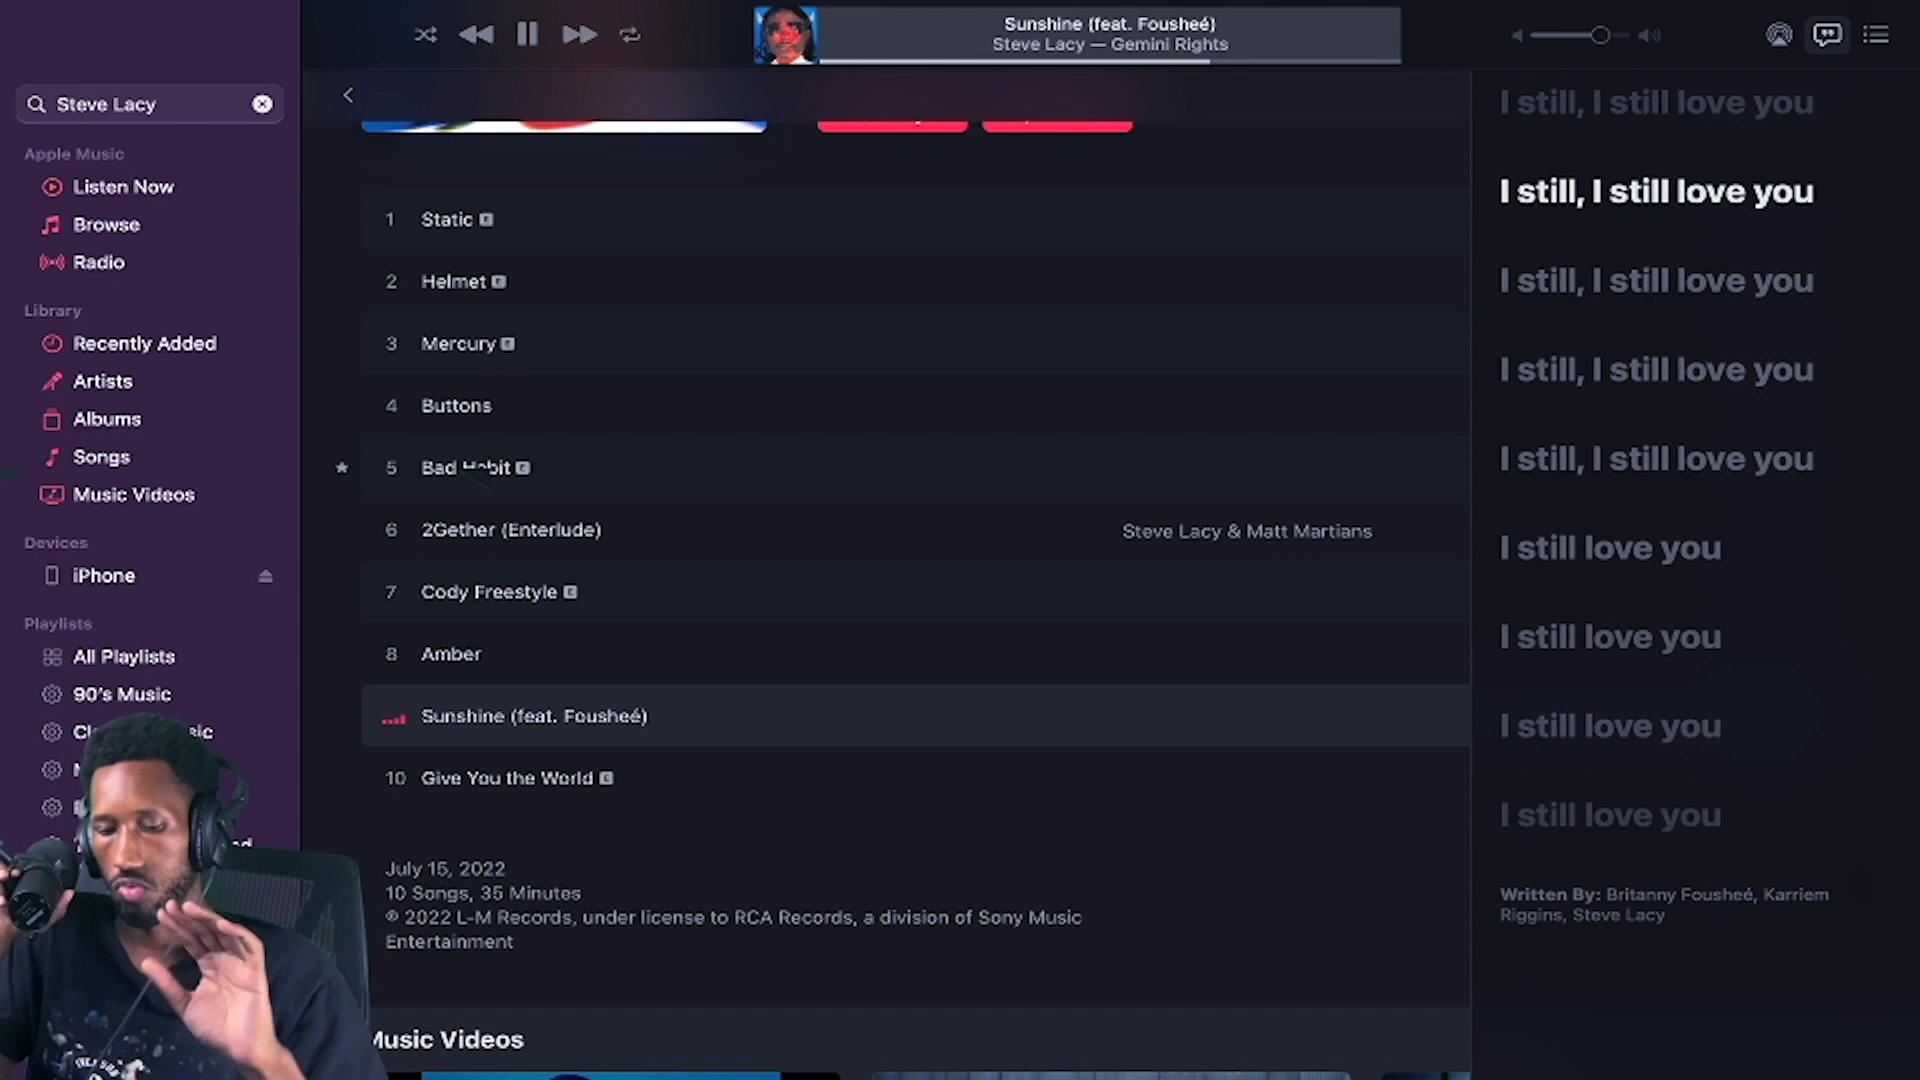 Sunshine (feat. Fousheé)
Steve Lacy — Gemini Rights
Steve Lacy
Apple Music
Listen Now
Browse
Radio
Library
Recently Added
Artists
Albums
Songs
Music Videos
Devices
iPhone
Playlists
All Playlists
90's Music
1 Static E
2 Helmet E
3 Mercury E
4 Buttons
5 Bad Habit E
6 2Gether (Enterlude) Steve Lacy & Matt Martians
7 Cody Freestyle E
8 Amber
Sunshine (feat. Fousheé)
10 Give You the World E
July 15, 2022
10 Songs, 35 Minutes
℗ 2022 L-M Records, under license to RCA Records, a division of Sony Music
Entertainment
Music Videos
I still, I still love you
I still, I still love you
I still, I still love you
I still, I still love you
I still, I still love you
I still love you
I still love you
I still love you
I still love you
Written By: Britanny Fousheé, Karriem
Riggins, Steve Lacy